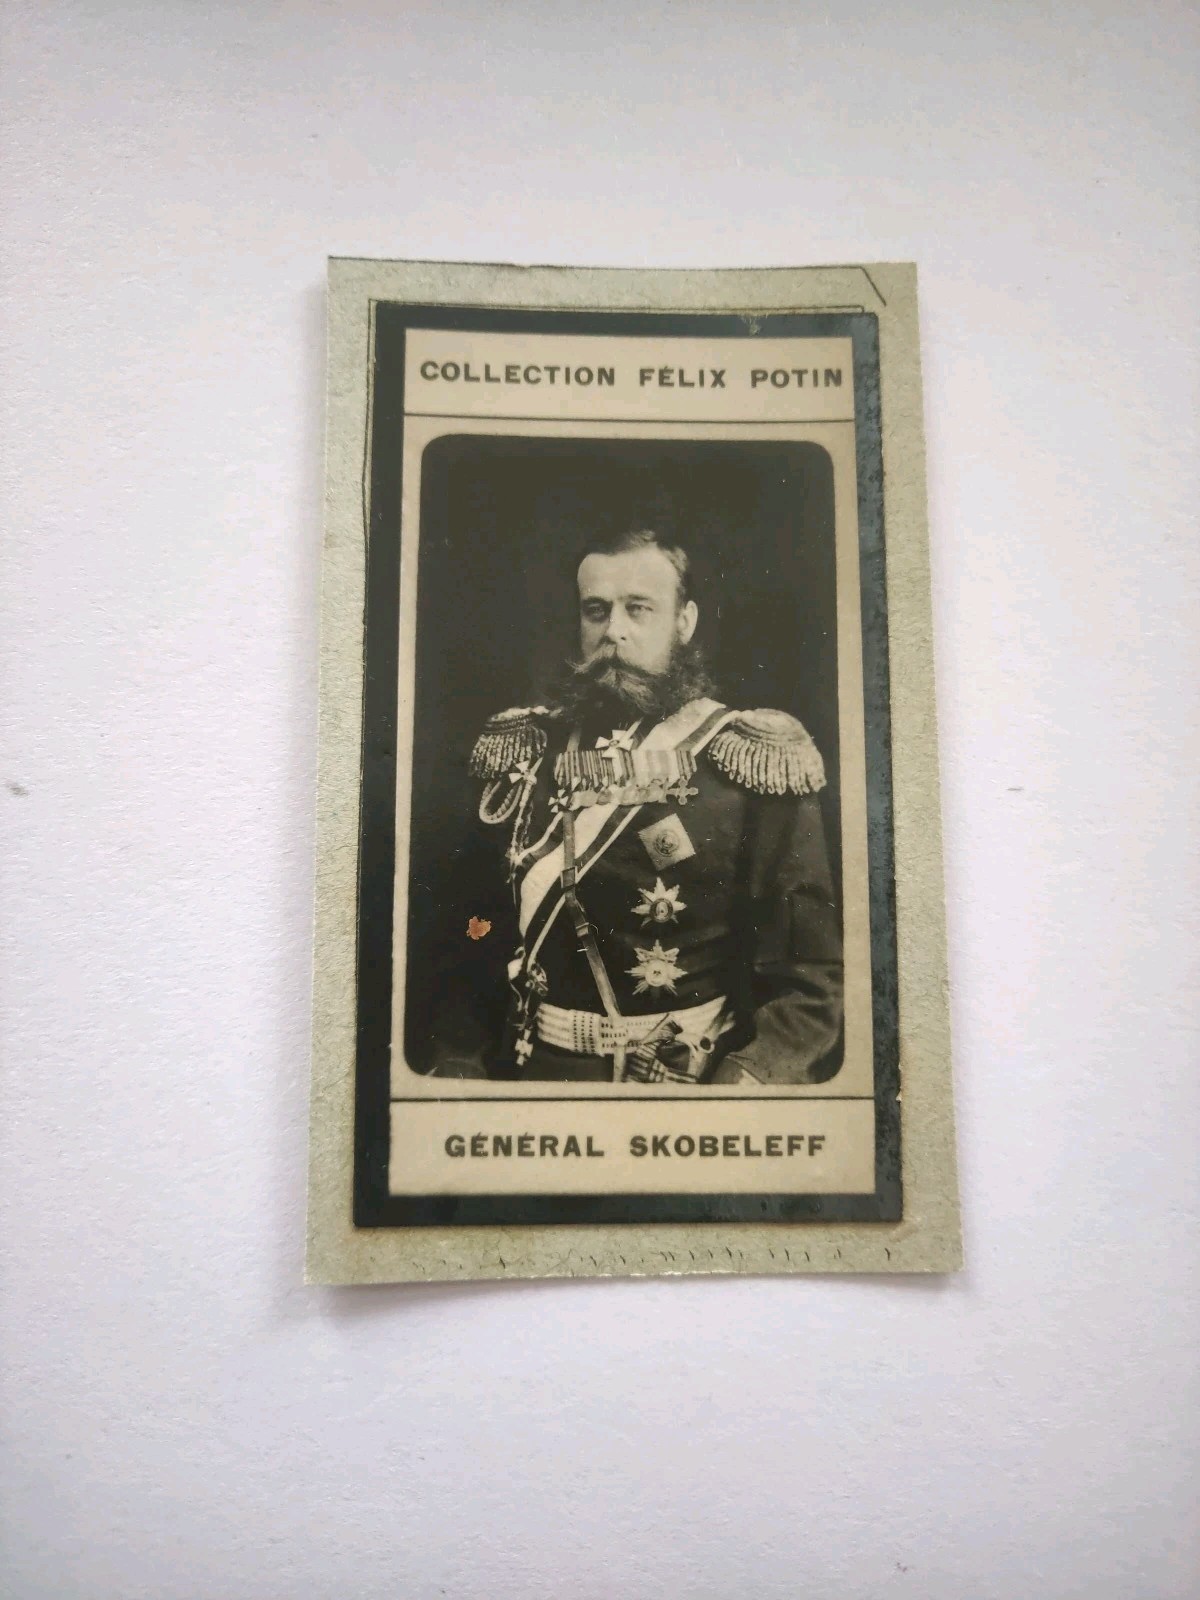 COLLECTION FÉLIX POTIN
GÉNÉRAL SKOBELEFF